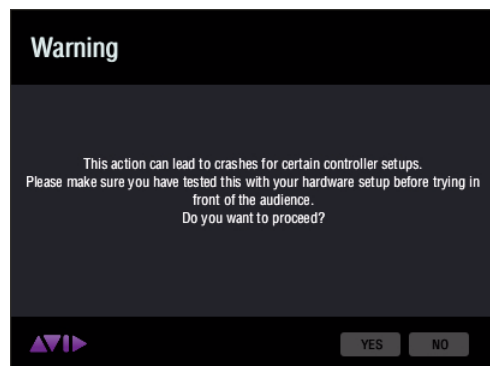 Warning
This action can lead to crashes for certain controller setups.
Please make sure you have tested this with your hardware setup before trying in
front of the audience.
Do you want to proceed?
AVID
YES NO